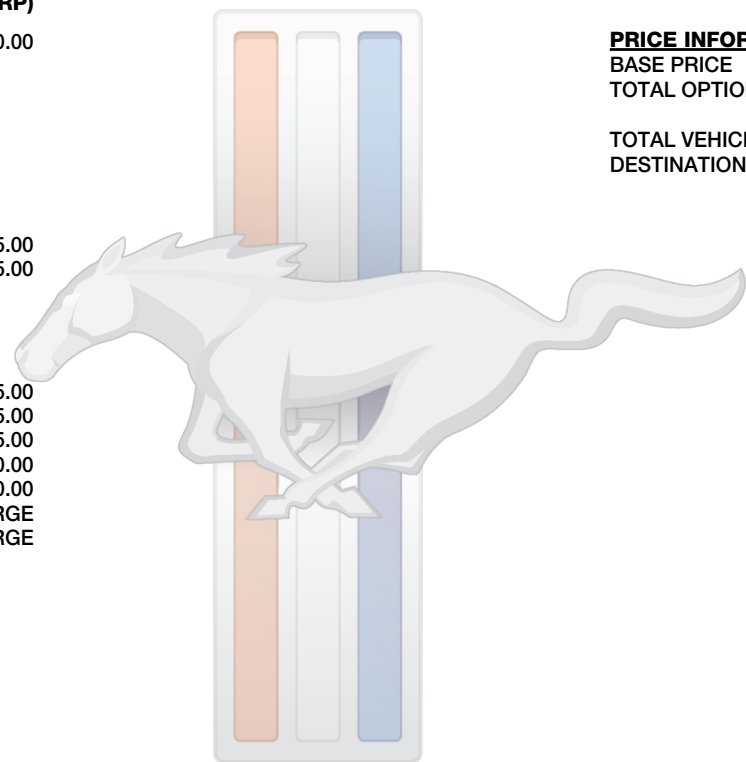 RP)
0.00
5.00
5.00
5.00
5.00
5.00
0.00
0.00
RGE
RGE
PRICE INFOR
BASE PRICE
TOTAL OPTIO
TOTAL VEHIC
DESTINATION